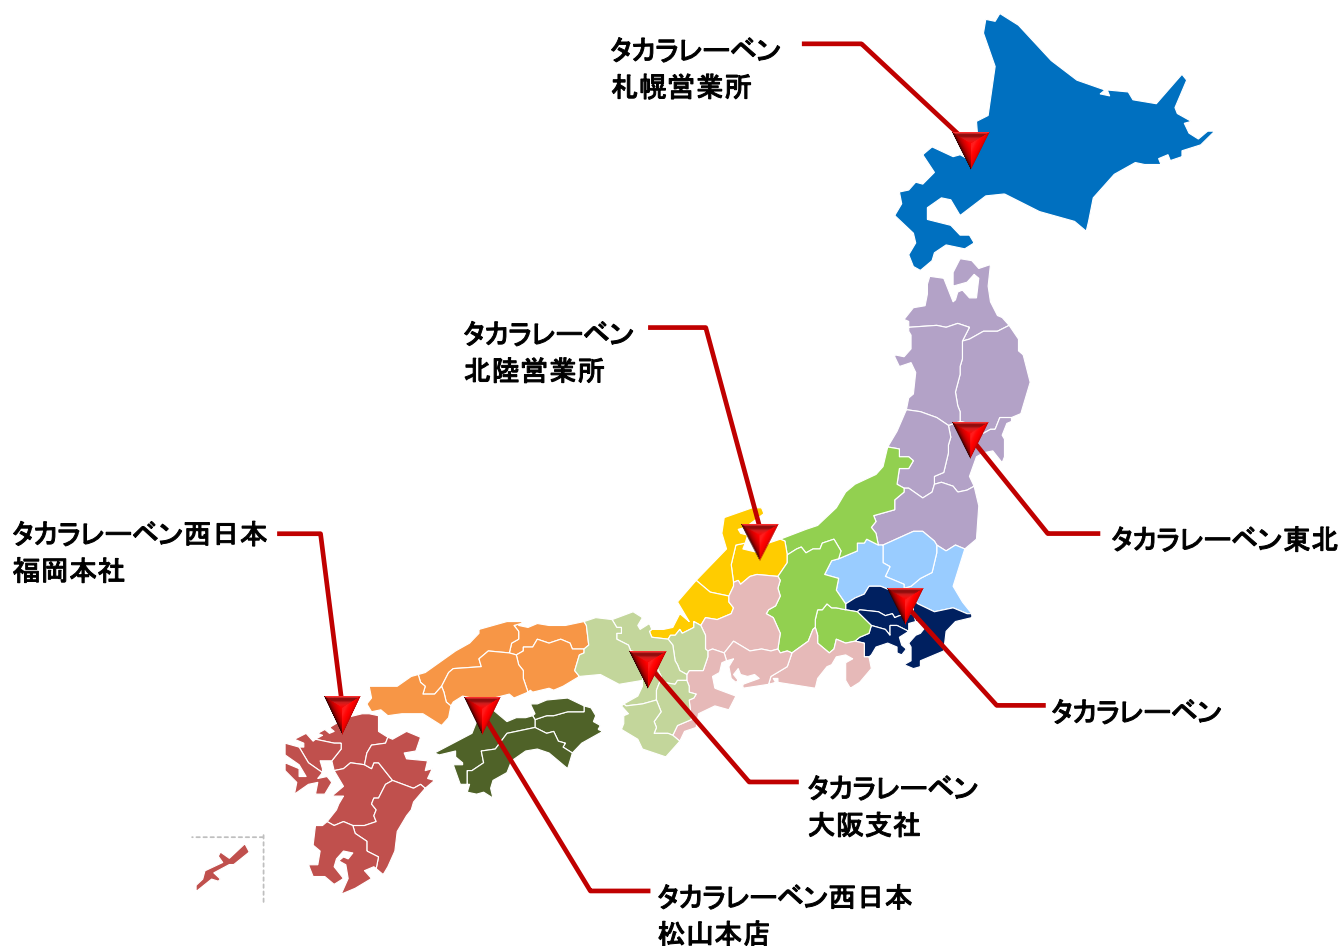 タカラレーベン
札幌営業所
タカラレーベン
北陸営業所
タカラレーベン西日本
福岡本社
タカラレーベン東北
タカラレーベン
タカラレーベン
大阪支社
タカラレーベン西日本
松山本店